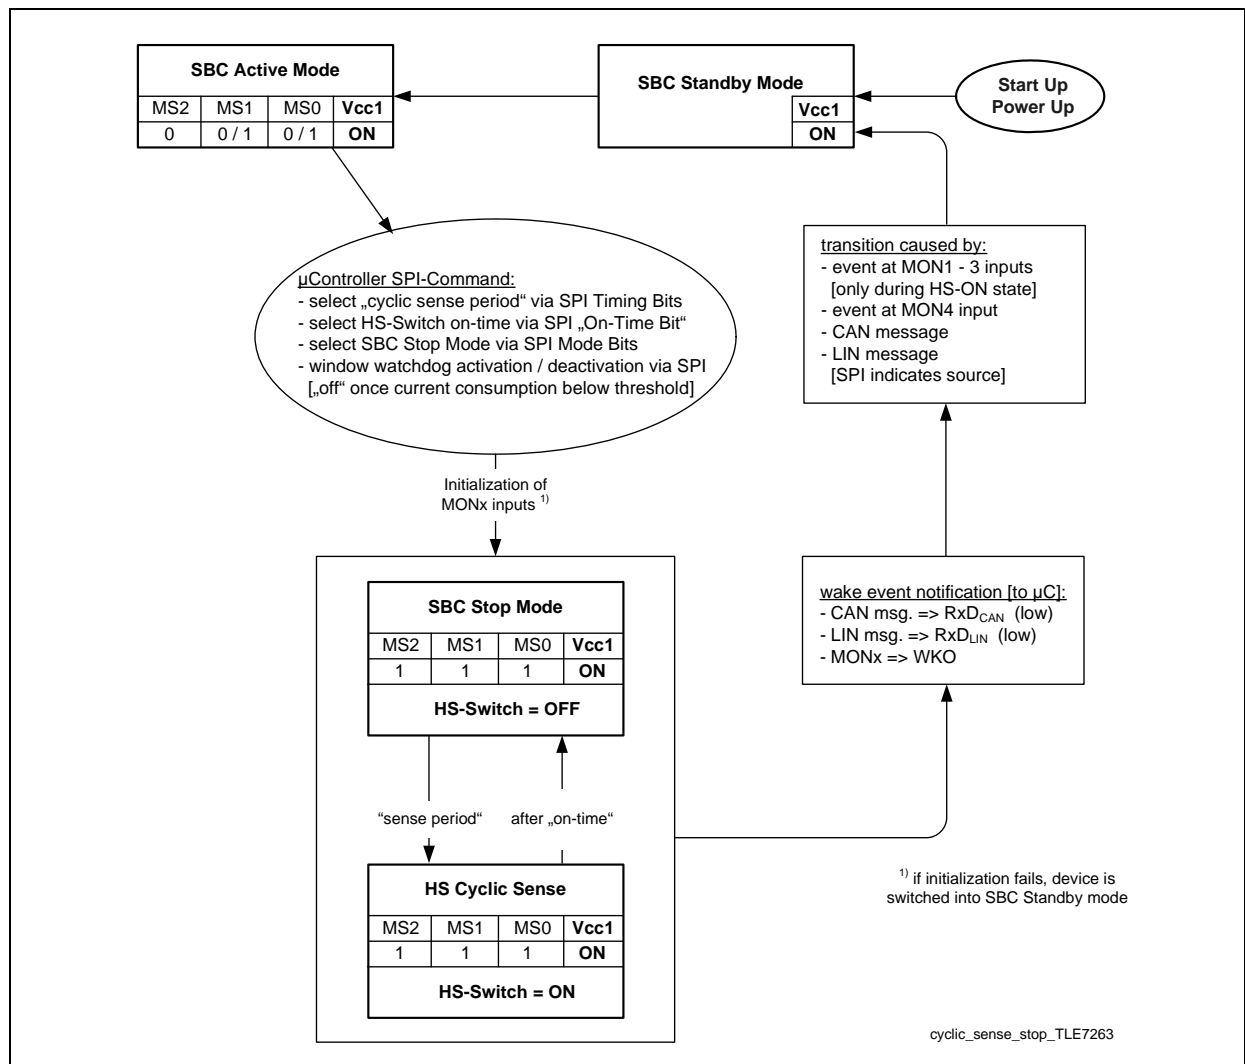 SBC Active Mode
MS2 MS1 MS0 Vcc1
0 0 / 1 0 / 1 ON
SBC Standby Mode
Vcc1
ON
Start Up
Power Up
µController SPI-Command:
- select „cyclic sense period“ via SPI Timing Bits
- select HS-Switch on-time via SPI „On-Time Bit“
- select SBC Stop Mode via SPI Mode Bits
- window watchdog activation / deactivation via SPI
[„off“ once current consumption below threshold]
transition caused by:
- event at MON1 - 3 inputs
[only during HS-ON state]
- event at MON4 input
- CAN message
- LIN message
[SPI indicates source]
Initialization of
MONx inputs 1)
SBC Stop Mode
MS2 MS1 MS0 Vcc1
1 1 1 ON
HS-Switch = OFF
wake event notification [to µC]:
- CAN msg. => RxDCAN (low)
- LIN msg. => RxDLIN (low)
- MONx => WKO
“sense period“ after „on-time“
HS Cyclic Sense
MS2 MS1 MS0 Vcc1
1 1 1 ON
HS-Switch = ON
1) if initialization fails, device is
switched into SBC Standby mode
cyclic_sense_stop_TLE7263